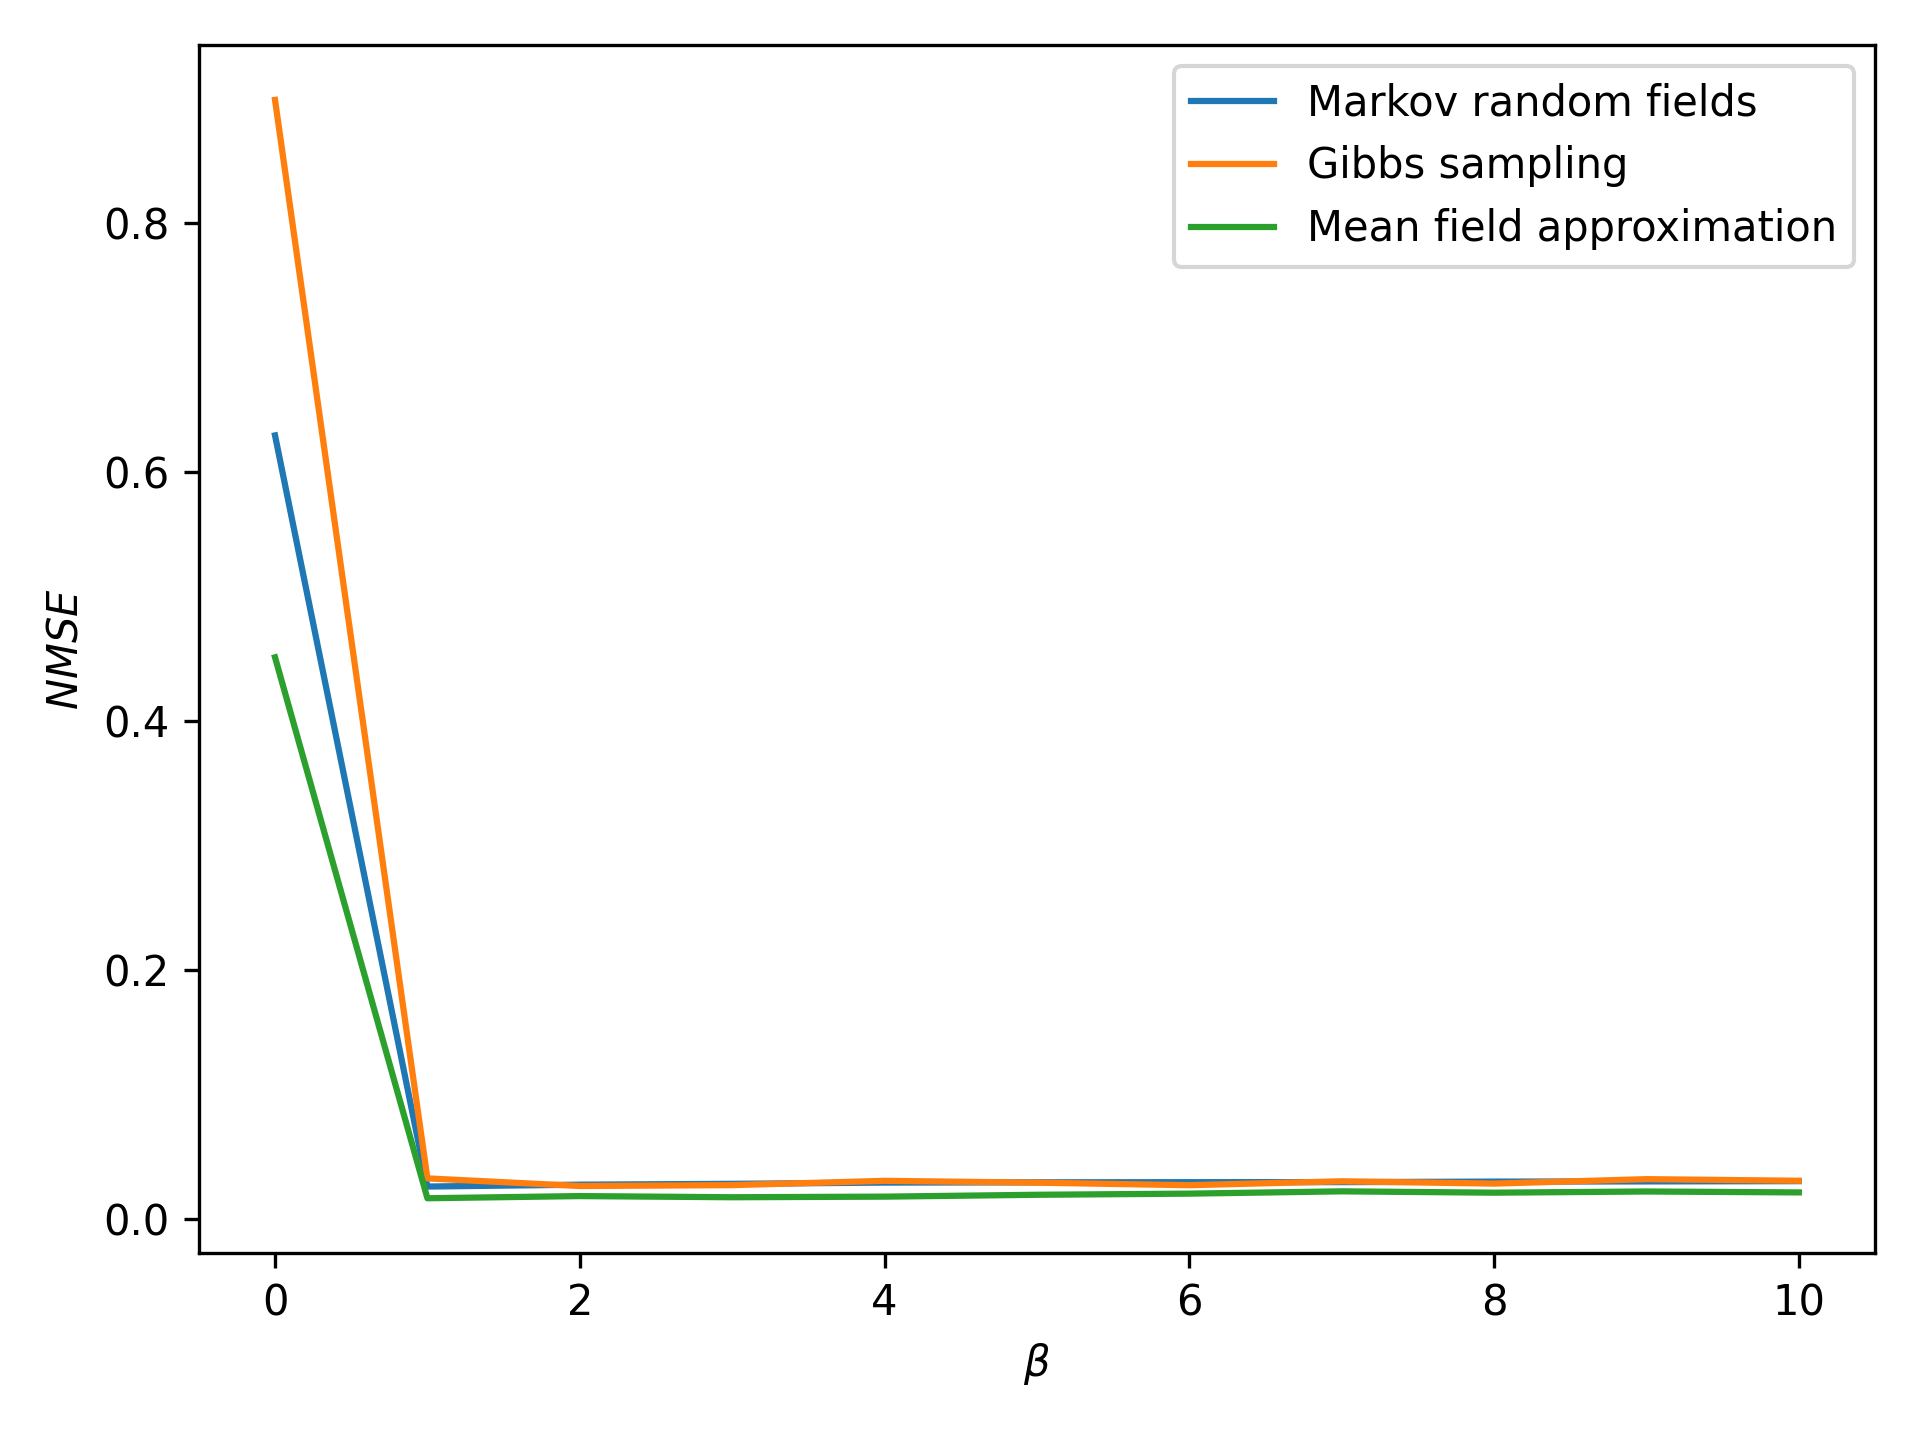 Markov random fields
Gibbs sampling
Mean field approximation
0.8
0.6
0.4
0.2
0.0
NMSE
0 2 4 6 8 10
β